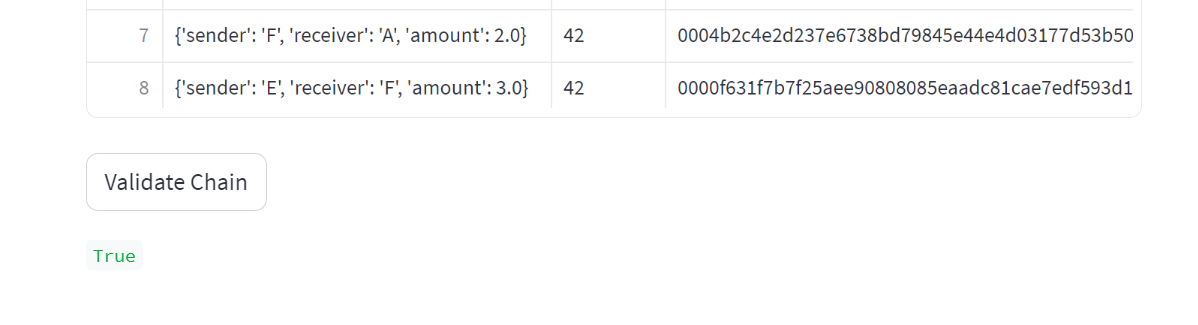 7 {'sender': 'F', 'receiver': 'A', 'amount': 2.0} 42 0004b2c4e2d237e6738bd79845e44e4d03177d53b50
8 {'sender': 'E', 'receiver': 'F', 'amount': 3.0} 42 0000f631f7b7f25aee90808085eaadc81cae7edf593d1
Validate Chain
True